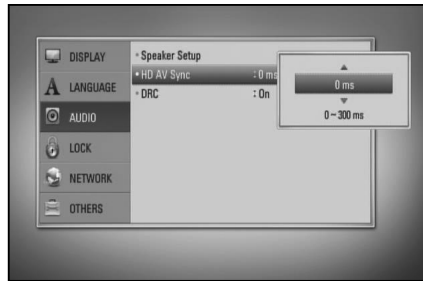 DISPLAY
LANGUAGE
AUDIO
LOCK
NETWORK
OTHERS
• Speaker Setup
• HD AV Sync : 0 ms
• DRC : On
0 ms
0 ~ 300 ms